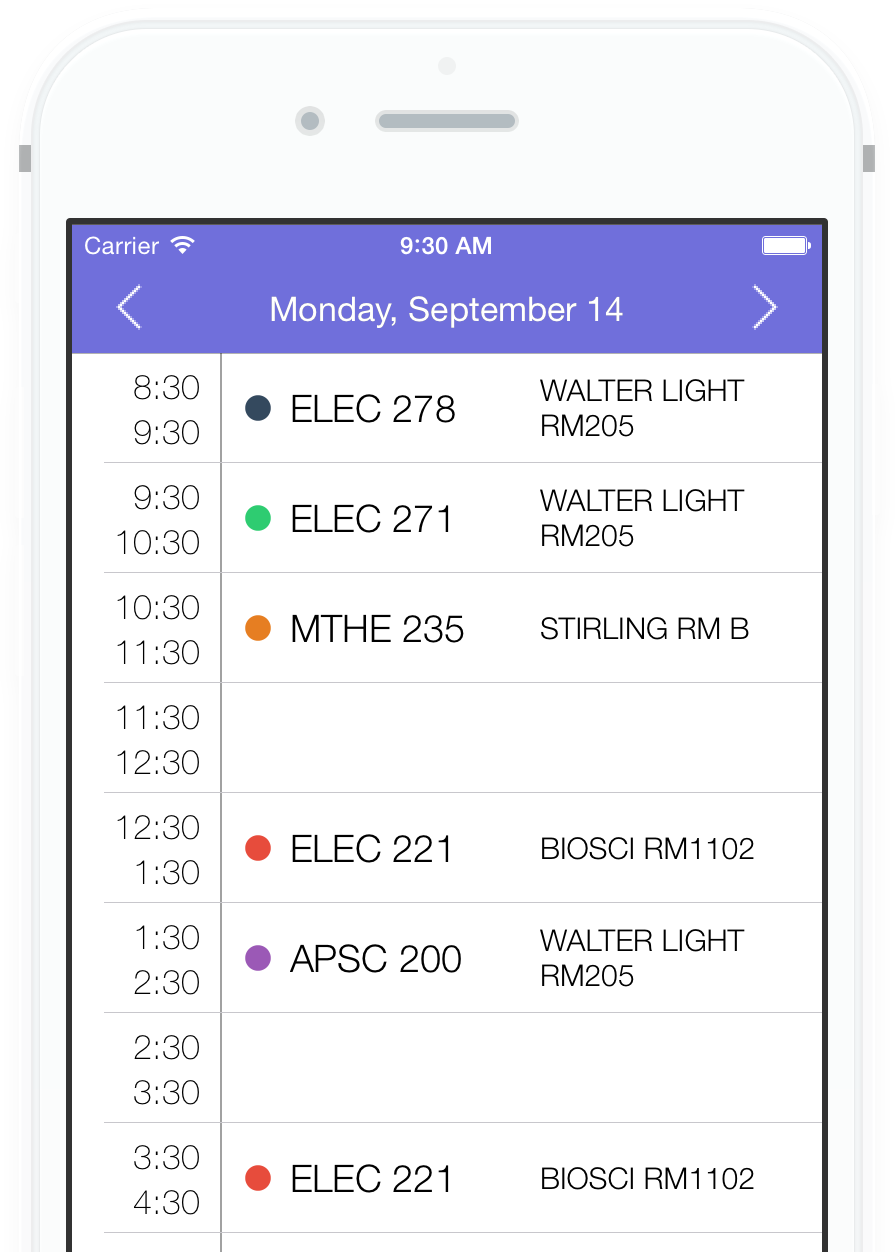 Carrier 9:30 AM
Monday, September 14
8:30
9:30
ELEC 278
WALTER LIGHT
RM205
9:30
10:30
ELEC 271
WALTER LIGHT
RM205
10:30
11:30
MTHE 235
STIRLING RM B
11:30
12:30
12:30
1:30
ELEC 221
BIOSCI RM1102
1:30
2:30
APSC 200
WALTER LIGHT
RM205
2:30
3:30
3:30
4:30
ELEC 221
BIOSCI RM1102